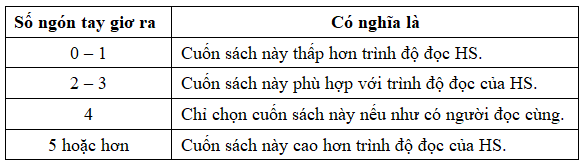 Số ngón tay giơ ra Có nghĩa là
0 – 1 Cuốn sách này thấp hơn trình độ đọc HS.
2 – 3 Cuốn sách này phù hợp với trình độ đọc của HS.
4 Chỉ chọn cuốn sách này nếu như có người đọc cùng.
5 hoặc hơn Cuốn sách này cao hơn trình độ đọc của HS.